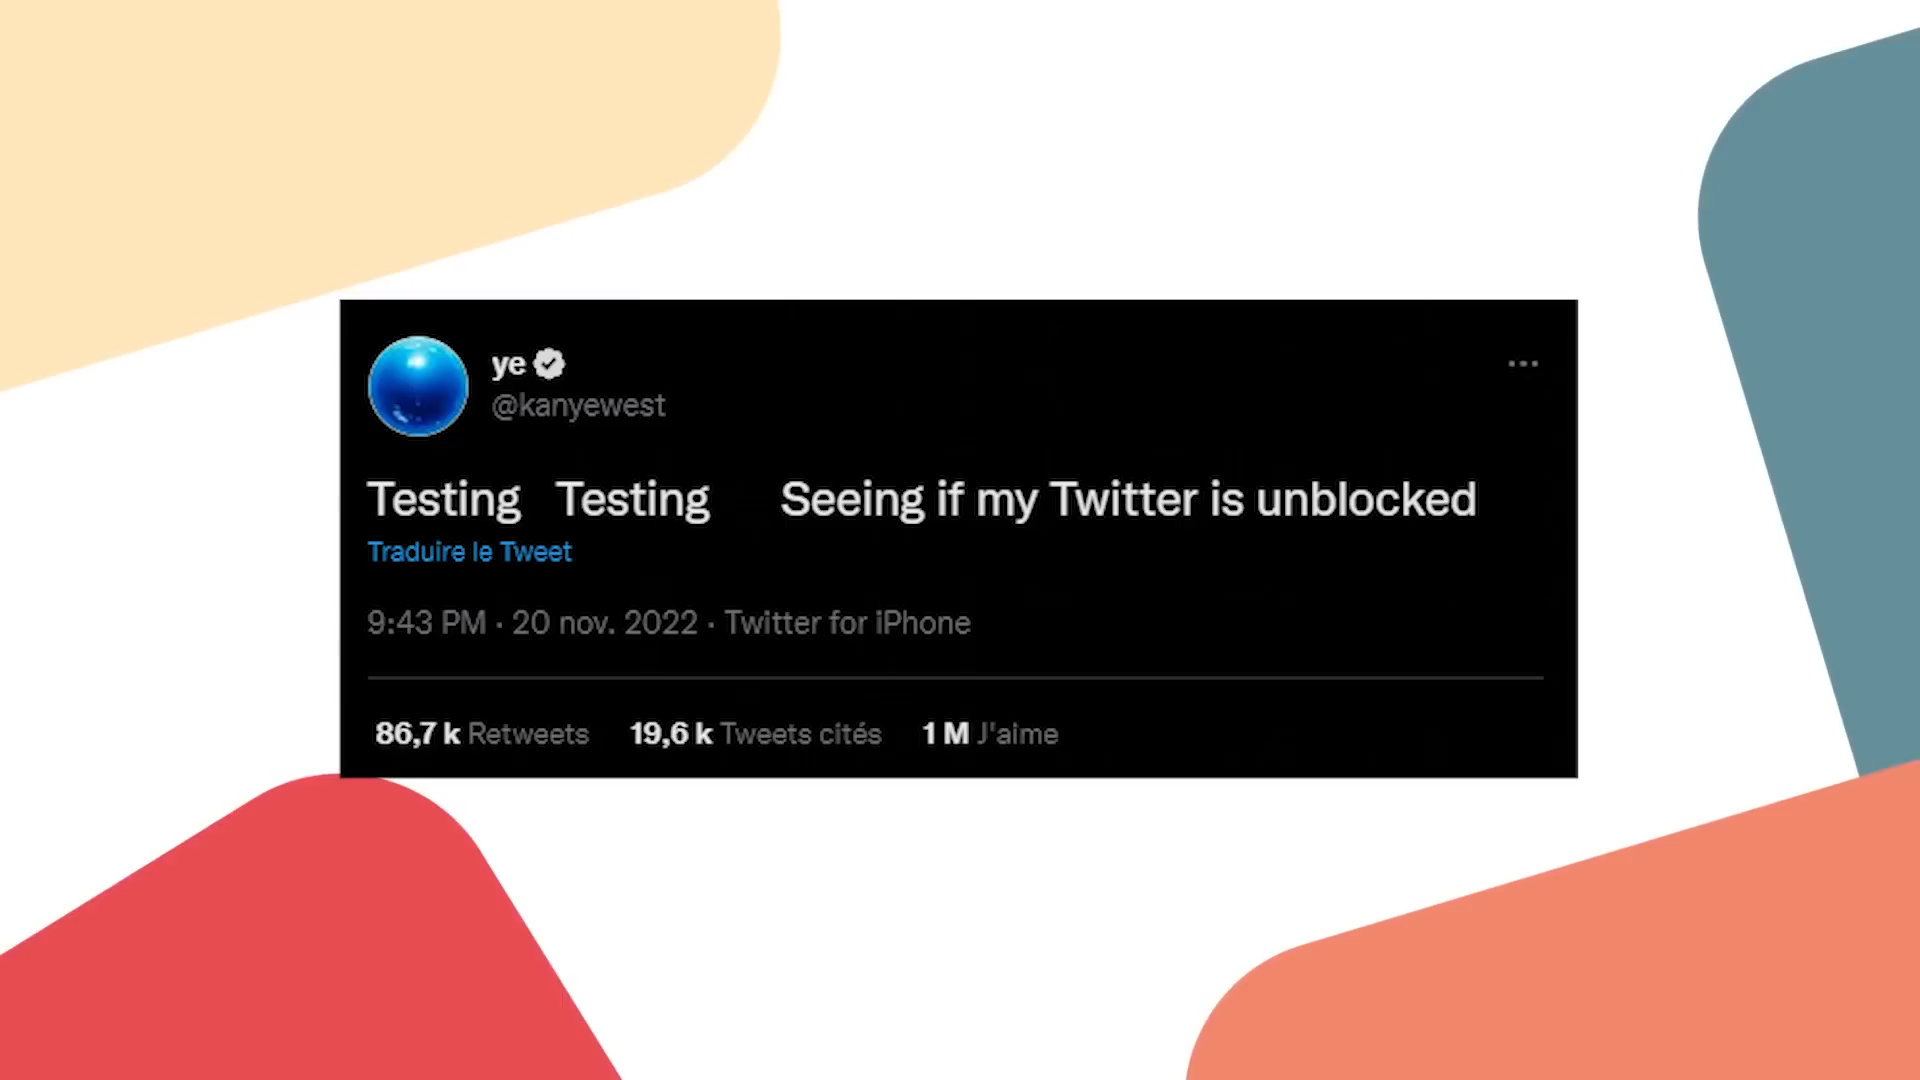 ye
@kanyewest
Testing Testing Seeing if my Twitter is unblocked
Traduire le Tweet
9:43 PM · 20 nov. 2022 · Twitter for iPhone
86,7 k Retweets 19,6 k Tweets cités 1 M J'aime